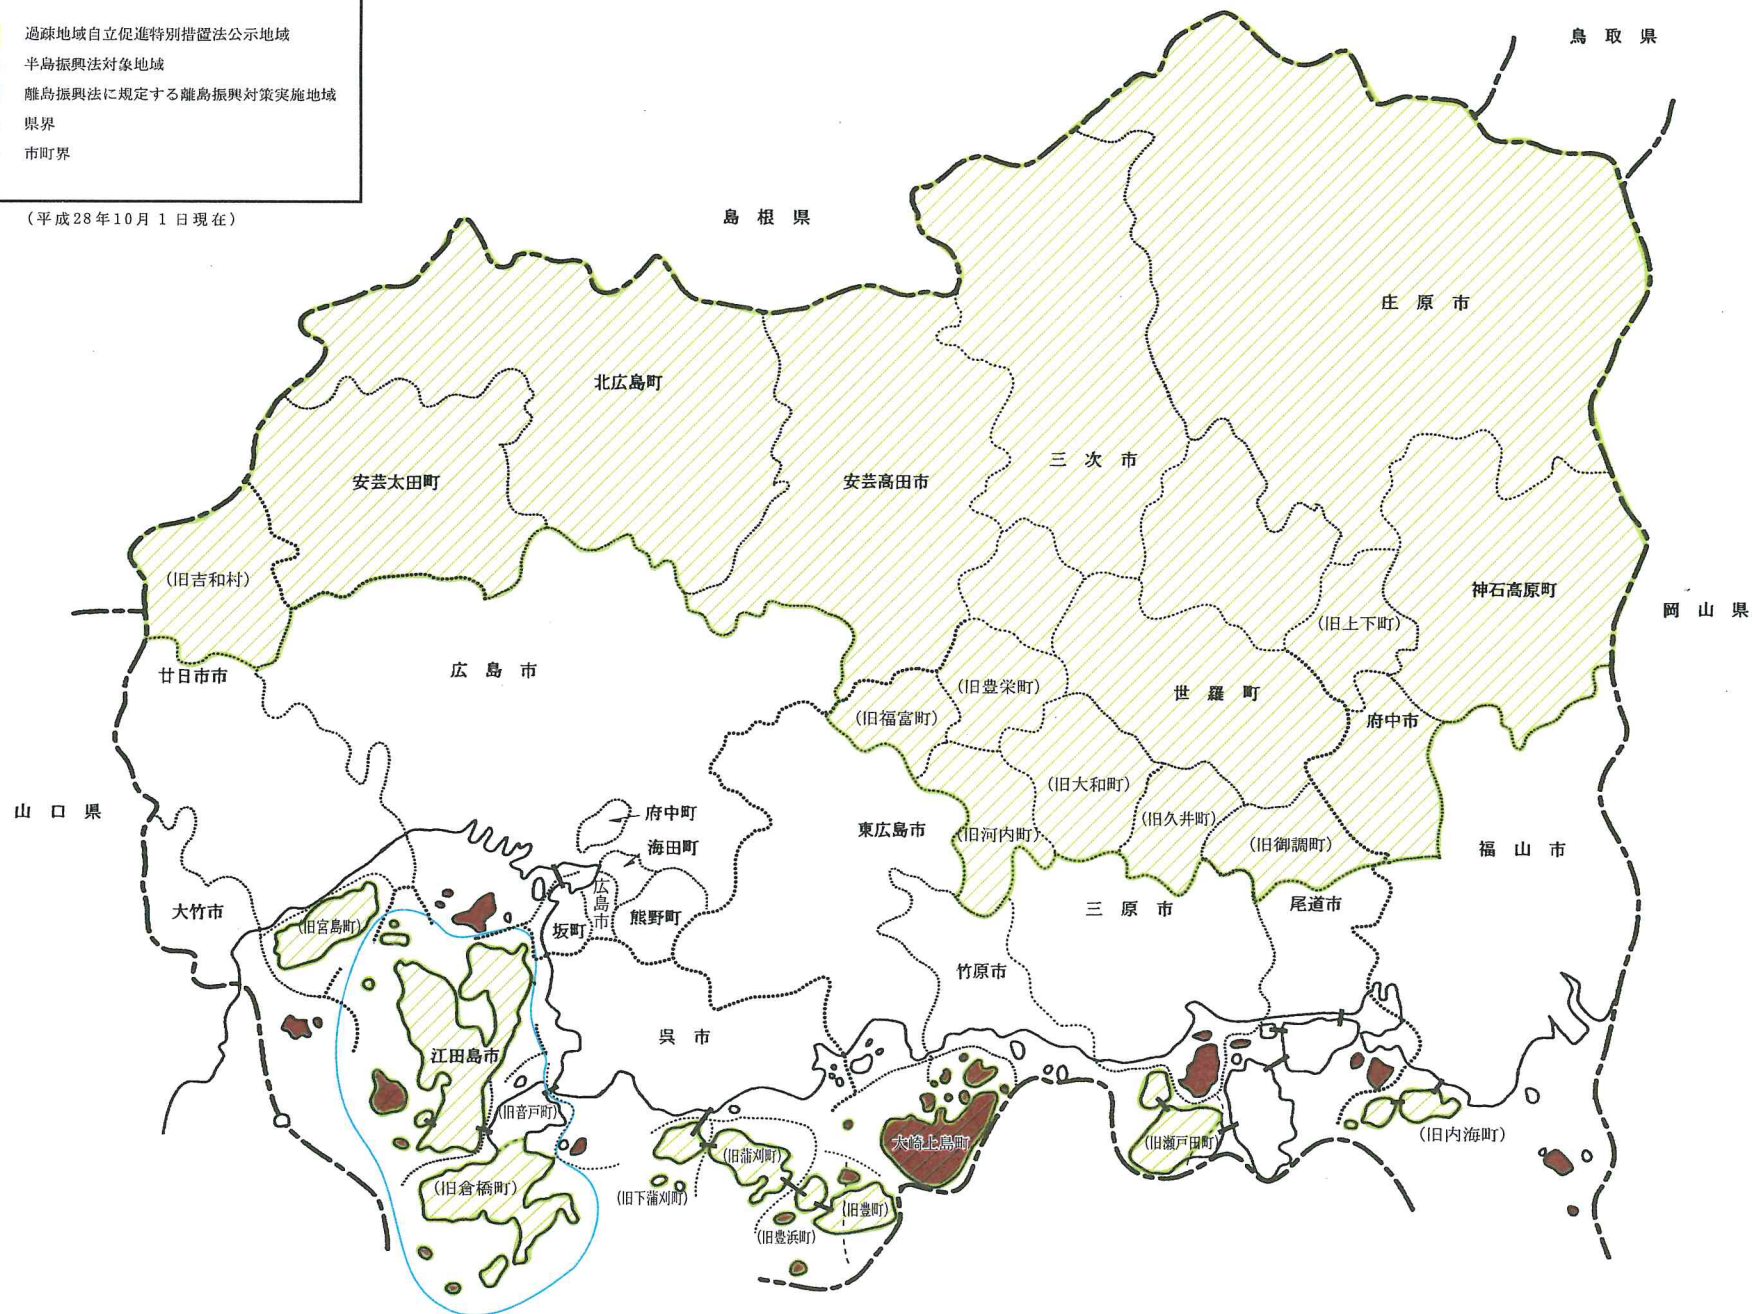 過疎地域自立促進特別措置法公示地域
半島振興法対象地域
離島振興法に規定する離島振興対策実施地域
県界
市町界
(平成28年10月1日現在)
鳥取県
島根県
庄原市
北広島町
三次市
安芸太田町
安芸高田市
(旧吉和村)
神石高原町
岡山県
(旧上下町)
広島市
廿日市市
(旧豊栄町)
世羅町
(旧福富町)
府中市
(旧大和町)
山口県
府中町
(旧久井町)
東広島市
(旧河内町)
海田町
(旧御調町)
福山市
広島市
大竹市
三原市
尾道市
熊野町
(旧宮島町)
坂町
竹原市
呉市
江田島市
(旧音戸町)
大崎上島町
(旧瀬戸田町)
(旧内海町)
(旧蒲刈町)
(旧倉橋町)
(旧下蒲刈町)
(旧豊町)
(旧豊浜町)